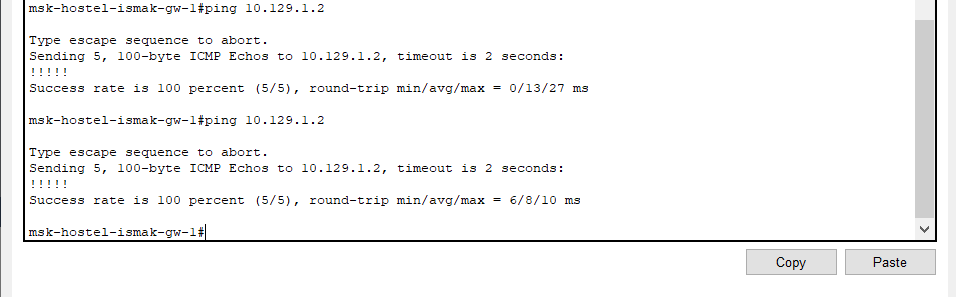 msk-hostel-ismak-gw-1#ping 10.129.1.2
Type escape sequence to abort.
Sending 5, 100-byte ICMP Echos to 10.129.1.2, timeout is 2 seconds:
!!!!!
Success rate is 100 percent (5/5), round-trip min/avg/max = 0/13/27 ms
msk-hostel-ismak-gw-1#ping 10.129.1.2
Type escape sequence to abort.
Sending 5, 100-byte ICMP Echos to 10.129.1.2, timeout is 2 seconds:
!!!!!
Success rate is 100 percent (5/5), round-trip min/avg/max = 6/8/10 ms
msk-hostel-ismak-gw-1#
Copy Paste